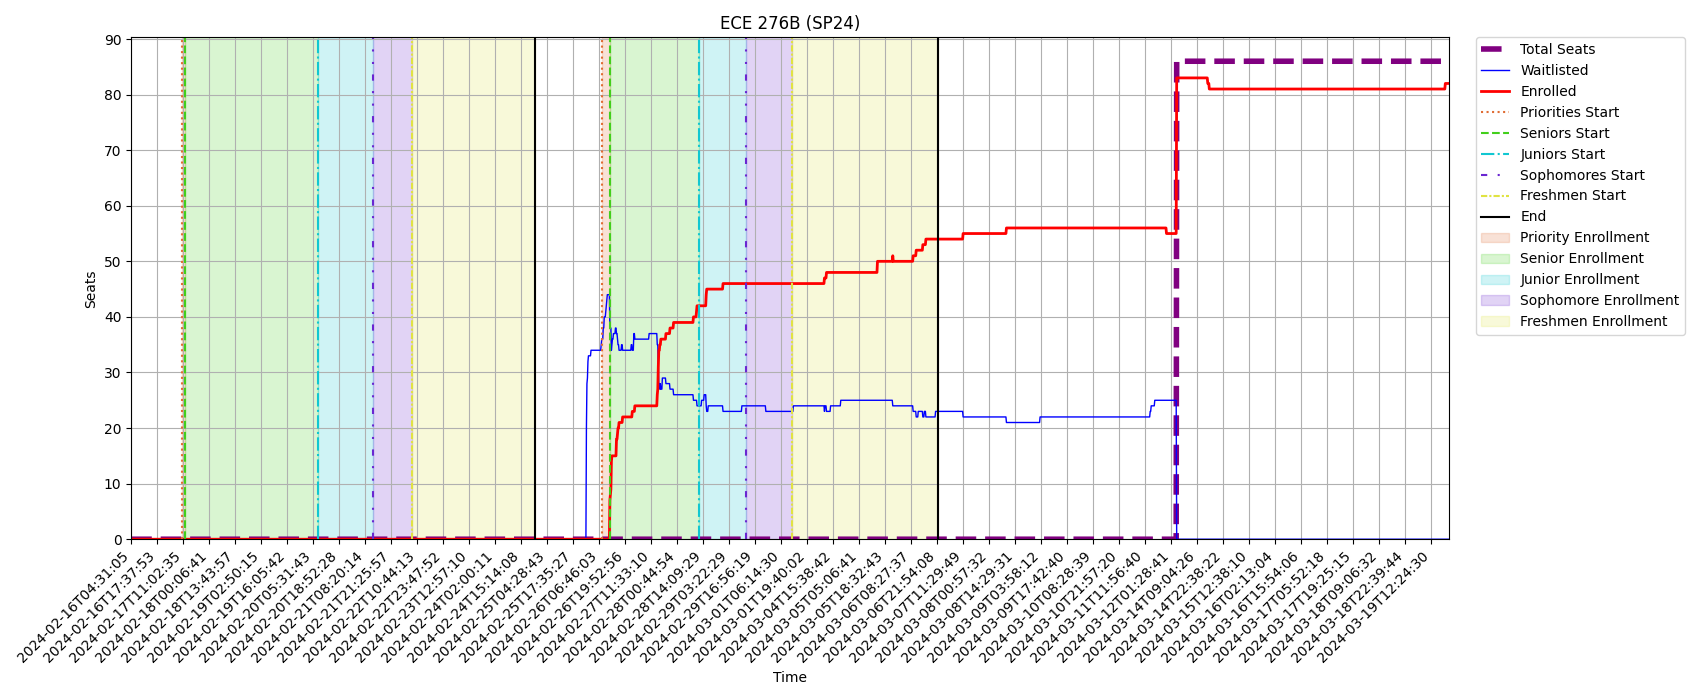 ECE 276B (SP24)
90
80
70
60
50
40
30
20
10
0
Seats
2024-02-16T04:31:05
2024-02-16T17:37:53
2024-02-17T11:02:35
2024-02-18T00:06:41
2024-02-18T13:43:57
2024-02-19T02:50:15
2024-02-19T16:05:42
2024-02-20T05:31:43
2024-02-20T18:52:28
2024-02-21T08:20:14
2024-02-21T21:25:57
2024-02-22T10:44:13
2024-02-22T23:47:52
2024-02-23T12:57:10
2024-02-24T02:00:11
2024-02-24T15:14:08
2024-02-25T04:28:43
2024-02-25T17:35:27
2024-02-26T06:46:03
2024-02-26T19:52:56
2024-02-27T11:33:10
2024-02-28T00:44:54
2024-02-28T14:09:29
2024-02-29T03:22:29
2024-02-29T16:56:19
2024-03-01T06:14:30
2024-03-01T19:40:02
2024-03-04T15:38:42
2024-03-05T05:06:41
2024-03-05T18:32:43
2024-03-06T08:27:37
2024-03-06T21:54:08
2024-03-07T11:29:49
2024-03-08T00:57:32
2024-03-08T14:29:31
2024-03-09T03:58:12
2024-03-09T17:42:40
2024-03-10T08:28:39
2024-03-10T21:57:20
2024-03-11T11:56:40
2024-03-12T01:28:41
2024-03-14T09:04:26
2024-03-14T22:38:22
2024-03-15T12:38:10
2024-03-16T02:13:04
2024-03-16T15:54:06
2024-03-17T05:52:18
2024-03-17T19:25:15
2024-03-18T09:06:32
2024-03-18T22:39:44
2024-03-19T12:24:30
Time
Total Seats
Waitlisted
Enrolled
Priorities Start
Seniors Start
Juniors Start
Sophomores Start
Freshmen Start
End
Priority Enrollment
Senior Enrollment
Junior Enrollment
Sophomore Enrollment
Freshmen Enrollment